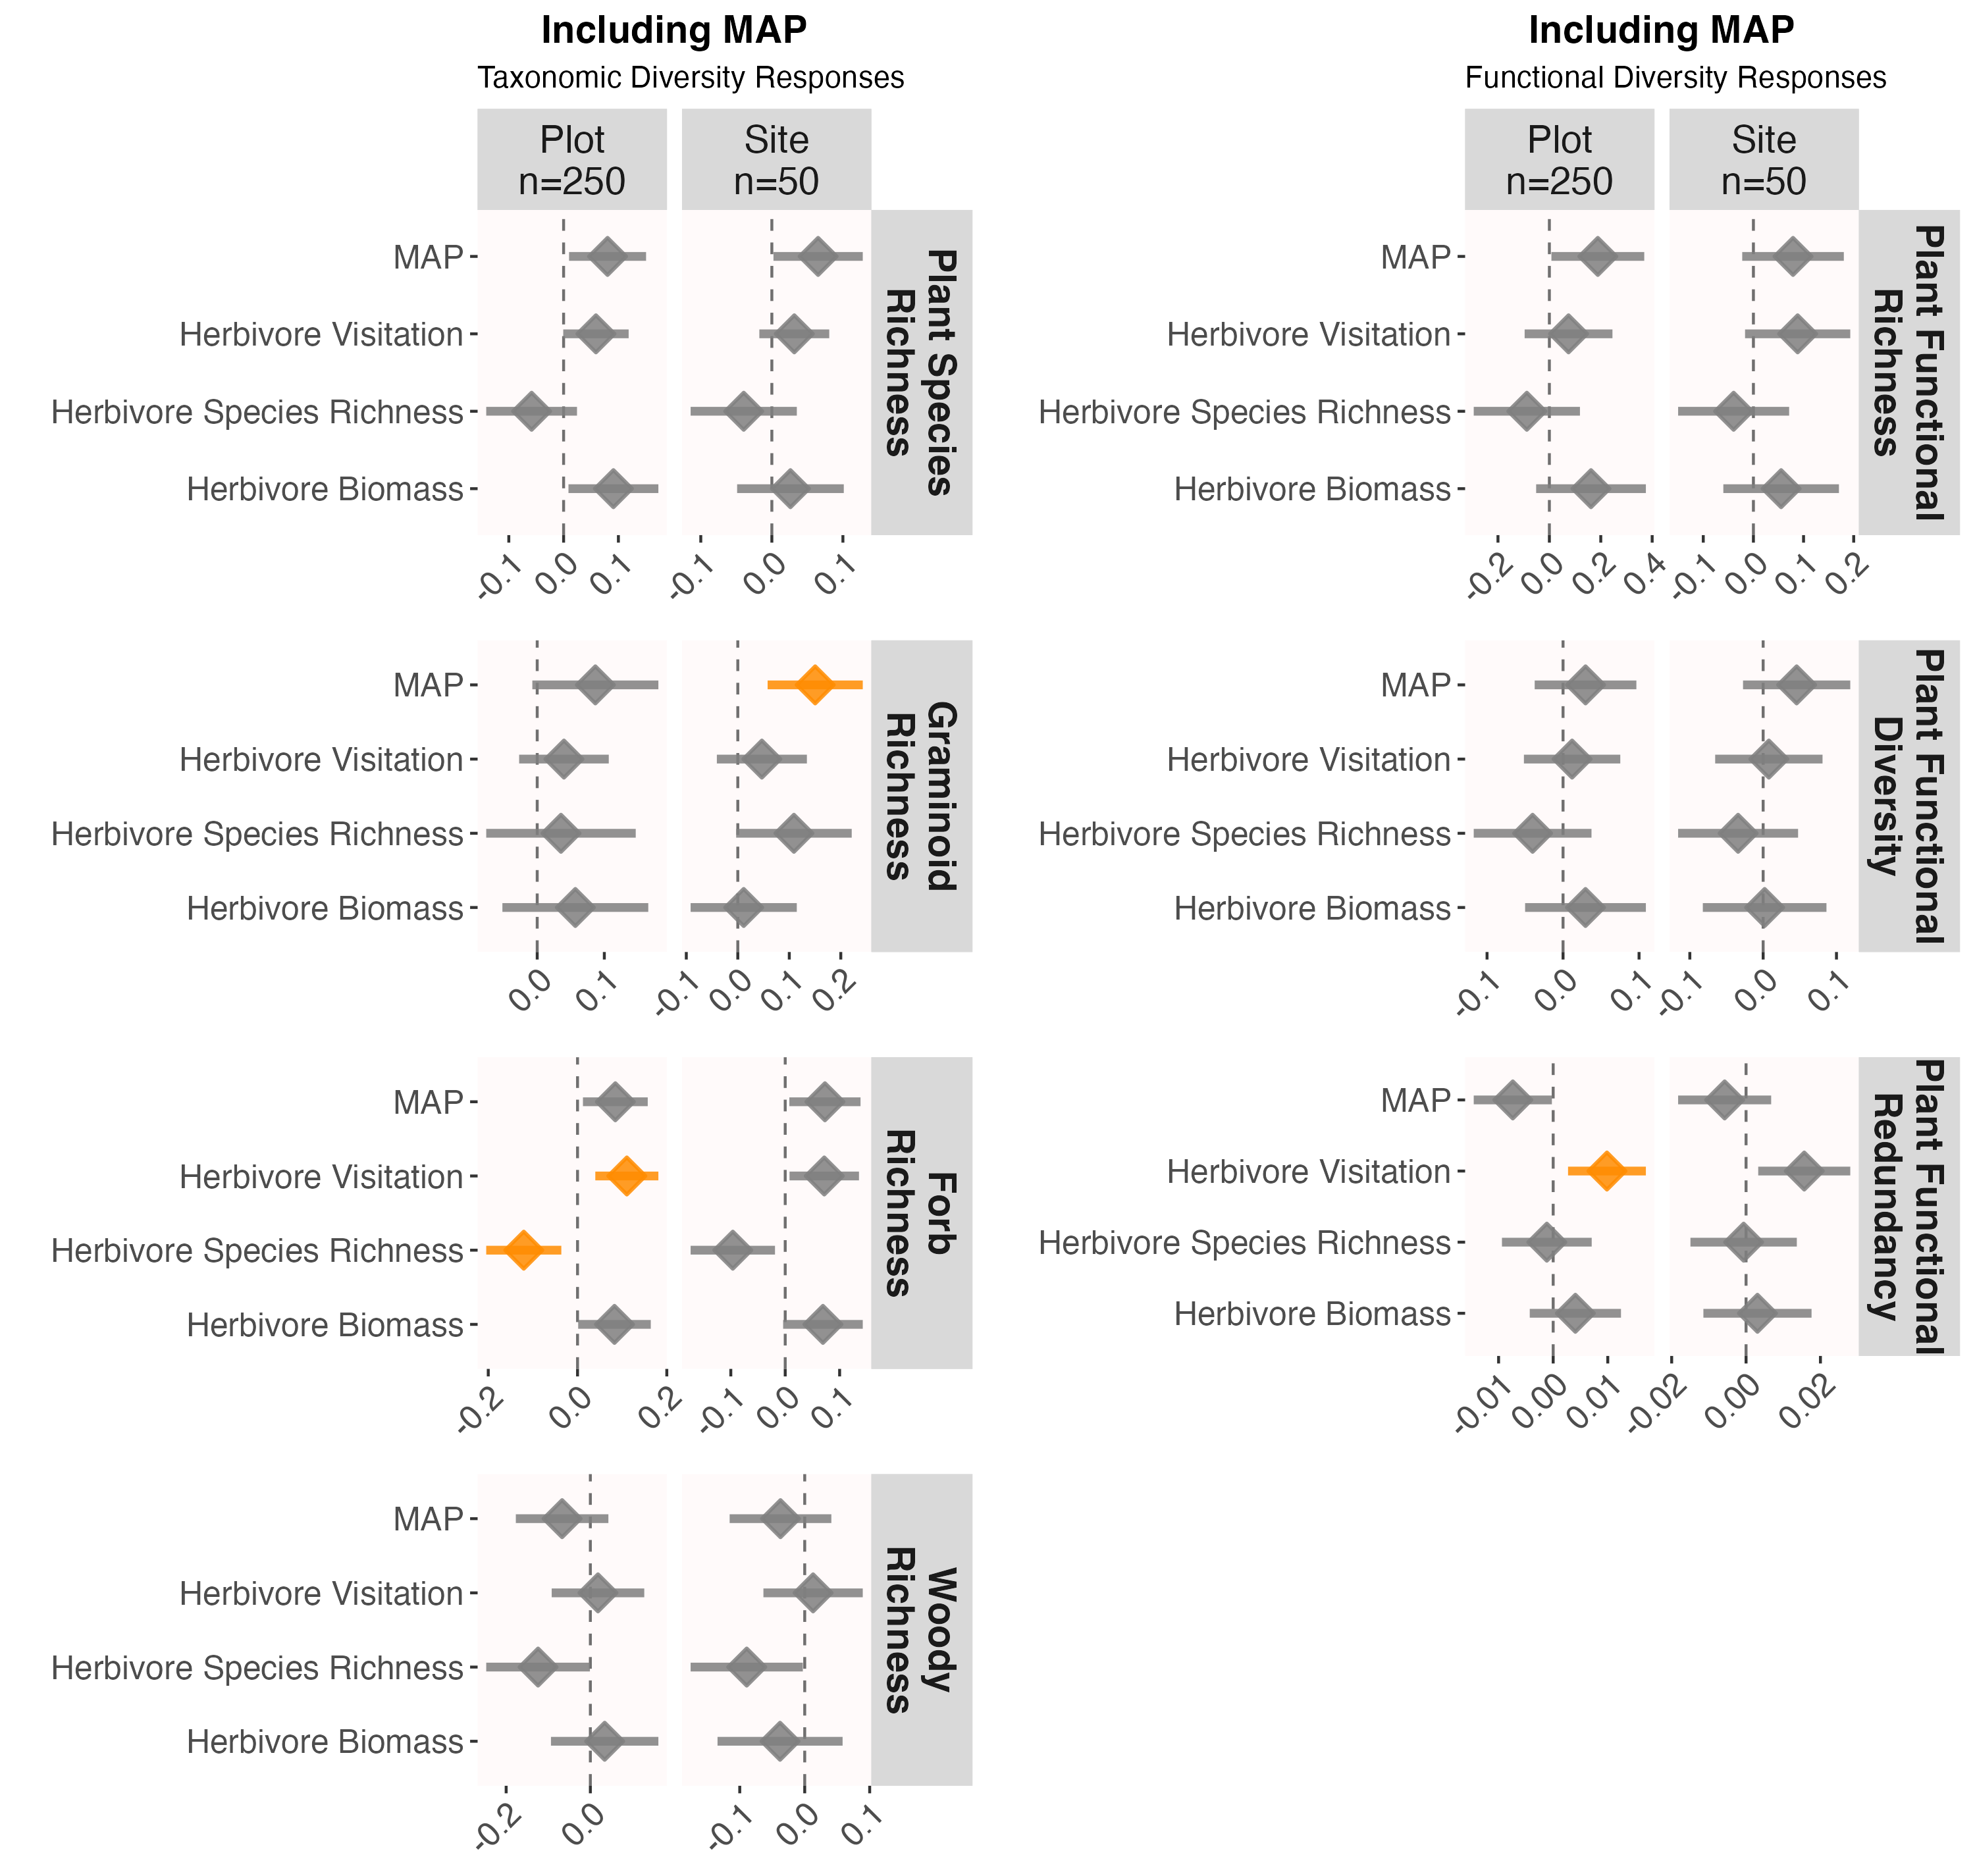 Including MAP
Taxonomic Diversity Responses
Plot
n=250
Site
n=50
MAP
Herbivore Visitation
Herbivore Species Richness
Herbivore Biomass
Plant Species
Richness
-0.1 0.0 0.1
-0.1 0.0 0.1
MAP
Herbivore Visitation
Herbivore Species Richness
Herbivore Biomass
Graminoid
Richness
0.0 0.1
-0.1 0.0 0.1 0.2
MAP
Herbivore Visitation
Herbivore Species Richness
Herbivore Biomass
Forb
Richness
-0.2 0.0 0.2
-0.1 0.0 0.1
MAP
Herbivore Visitation
Herbivore Species Richness
Herbivore Biomass
Woody
Richness
-0.2 0.0
-0.1 0.0 0.1
Including MAP
Functional Diversity Responses
Plot
n=250
Site
n=50
MAP
Herbivore Visitation
Herbivore Species Richness
Herbivore Biomass
Plant Functional
Richness
-0.2 0.0 0.2 0.4
-0.1 0.0 0.1 0.2
MAP
Herbivore Visitation
Herbivore Species Richness
Herbivore Biomass
Plant Functional
Diversity
-0.1 0.0 0.1
-0.1 0.0 0.1
MAP
Herbivore Visitation
Herbivore Species Richness
Herbivore Biomass
Plant Functional
Redundancy
-0.01 0.00 0.01
-0.02 0.00 0.02